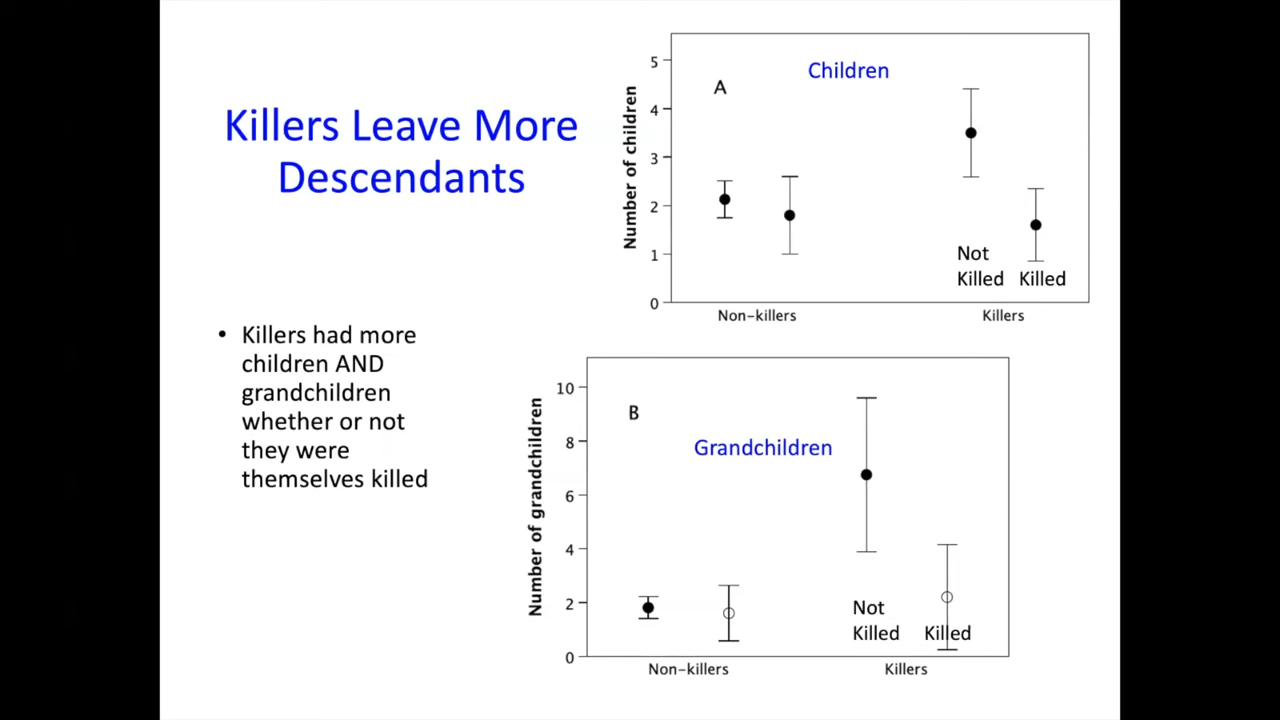 Killers Leave More
Descendants
• Killers had more
children AND
grandchildren
whether or not
they were
themselves killed
Children
A
Number of children
5
4
3
2
1
0
Not
Killed Killed
Non-killers Killers
Grandchildren
B
Number of grandchildren
10
8
6
4
2
0
Not
Killed Killed
Non-killers Killers